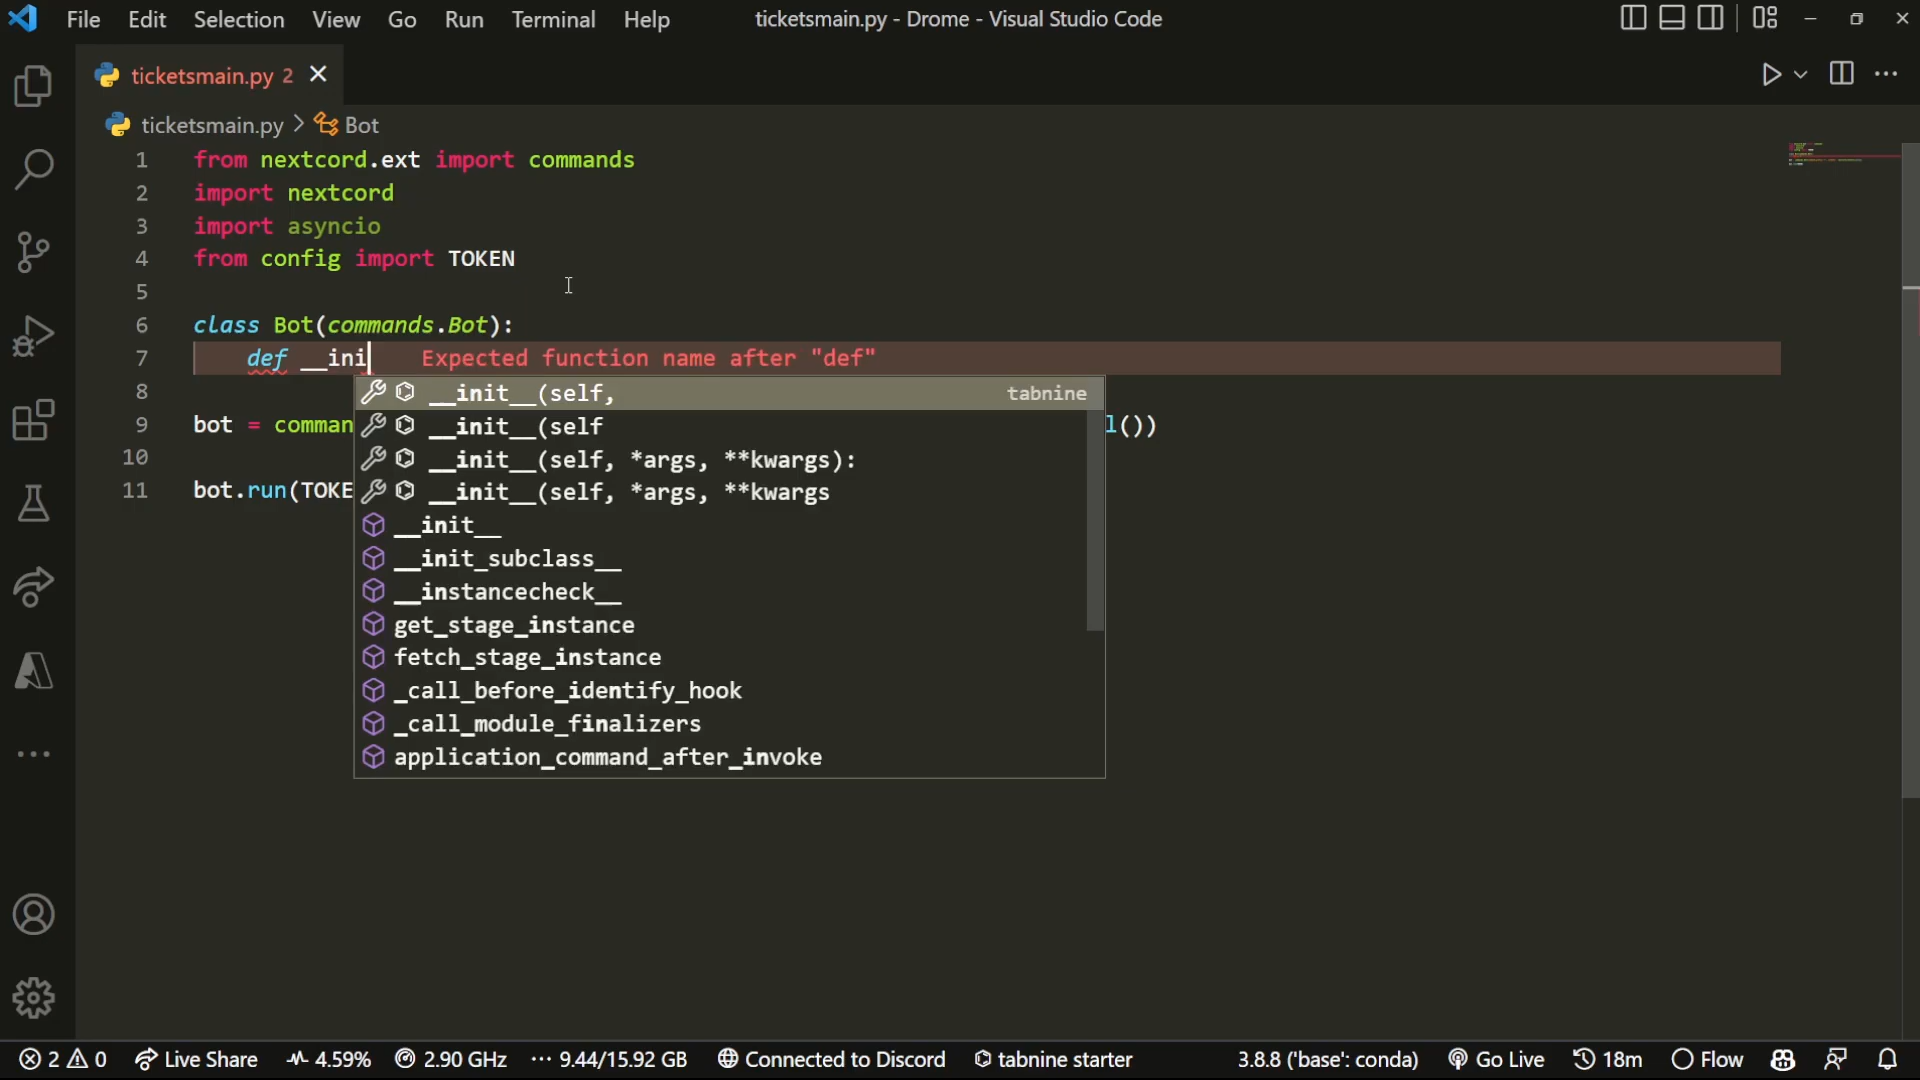 File Edit Selection View Go Run Terminal Help ticketsmain.py - Drome - Visual Studio Code
ticketsmain.py 2
ticketsmain.py > Bot
1 from nextcord.ext import commands
2 import nextcord
3 import asyncio
4 from config import TOKEN
5
6 class Bot(commands.Bot):
7 def __ini Expected function name after "def"
8
__init__(self, tabnine
9 bot = comman l())
__init__(self
10
__init__(self, *args, **kwargs):
11 bot.run(TOKE
__init__(self, *args, **kwargs
__init__
__init_subclass__
__instancecheck__
get_stage_instance
fetch_stage_instance
_call_before_identify_hook
_call_module_finalizers
application_command_after_invoke
2 0 Live Share 4.59% 2.90 GHz 9.44/15.92 GB Connected to Discord tabnine starter 3.8.8 ('base': conda) Go Live 18m Flow